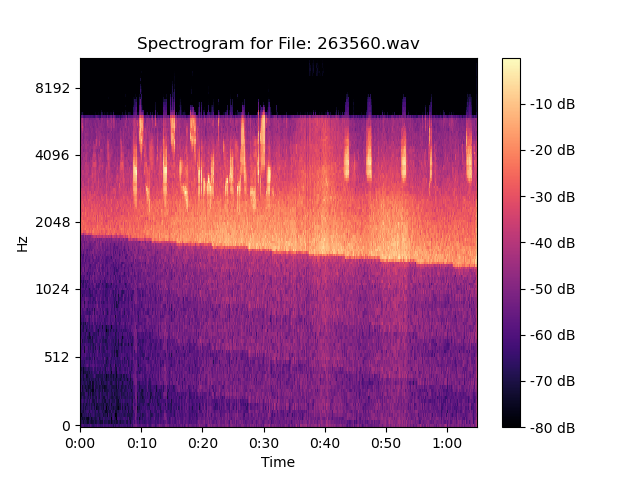 Spectrogram for File: 263560.wav
8192
4096
2048
1024
512
0
Hz
0:00
0:10
0:20
0:30
0:40
0:50
1:00
Time
-10 dB
-20 dB
-30 dB
-40 dB
-50 dB
-60 dB
-70 dB
-80 dB